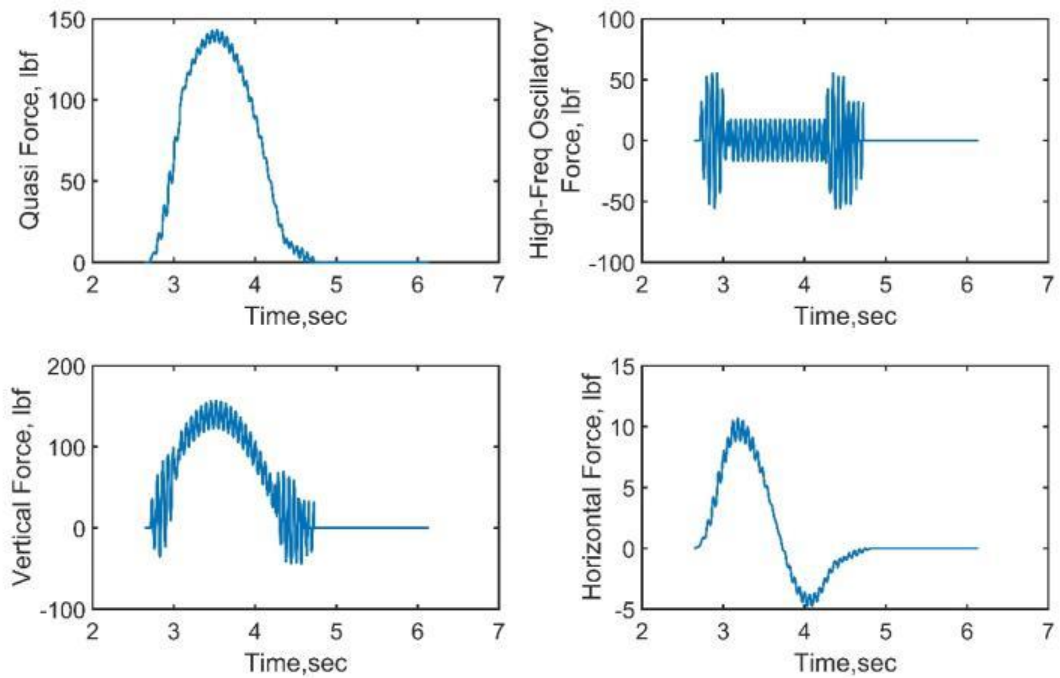 Quasi Force, lbf
150
100
50
0
2 3 4 5 6 7
Time,sec
High-Freq Oscillatory
Force, lbf
100
50
0
-50
-100
2 3 4 5 6 7
Time,sec
Vertical Force, lbf
200
100
0
-100
2 3 4 5 6 7
Time,sec
Horizontal Force, lbf
15
10
5
0
-5
2 3 4 5 6 7
Time,sec